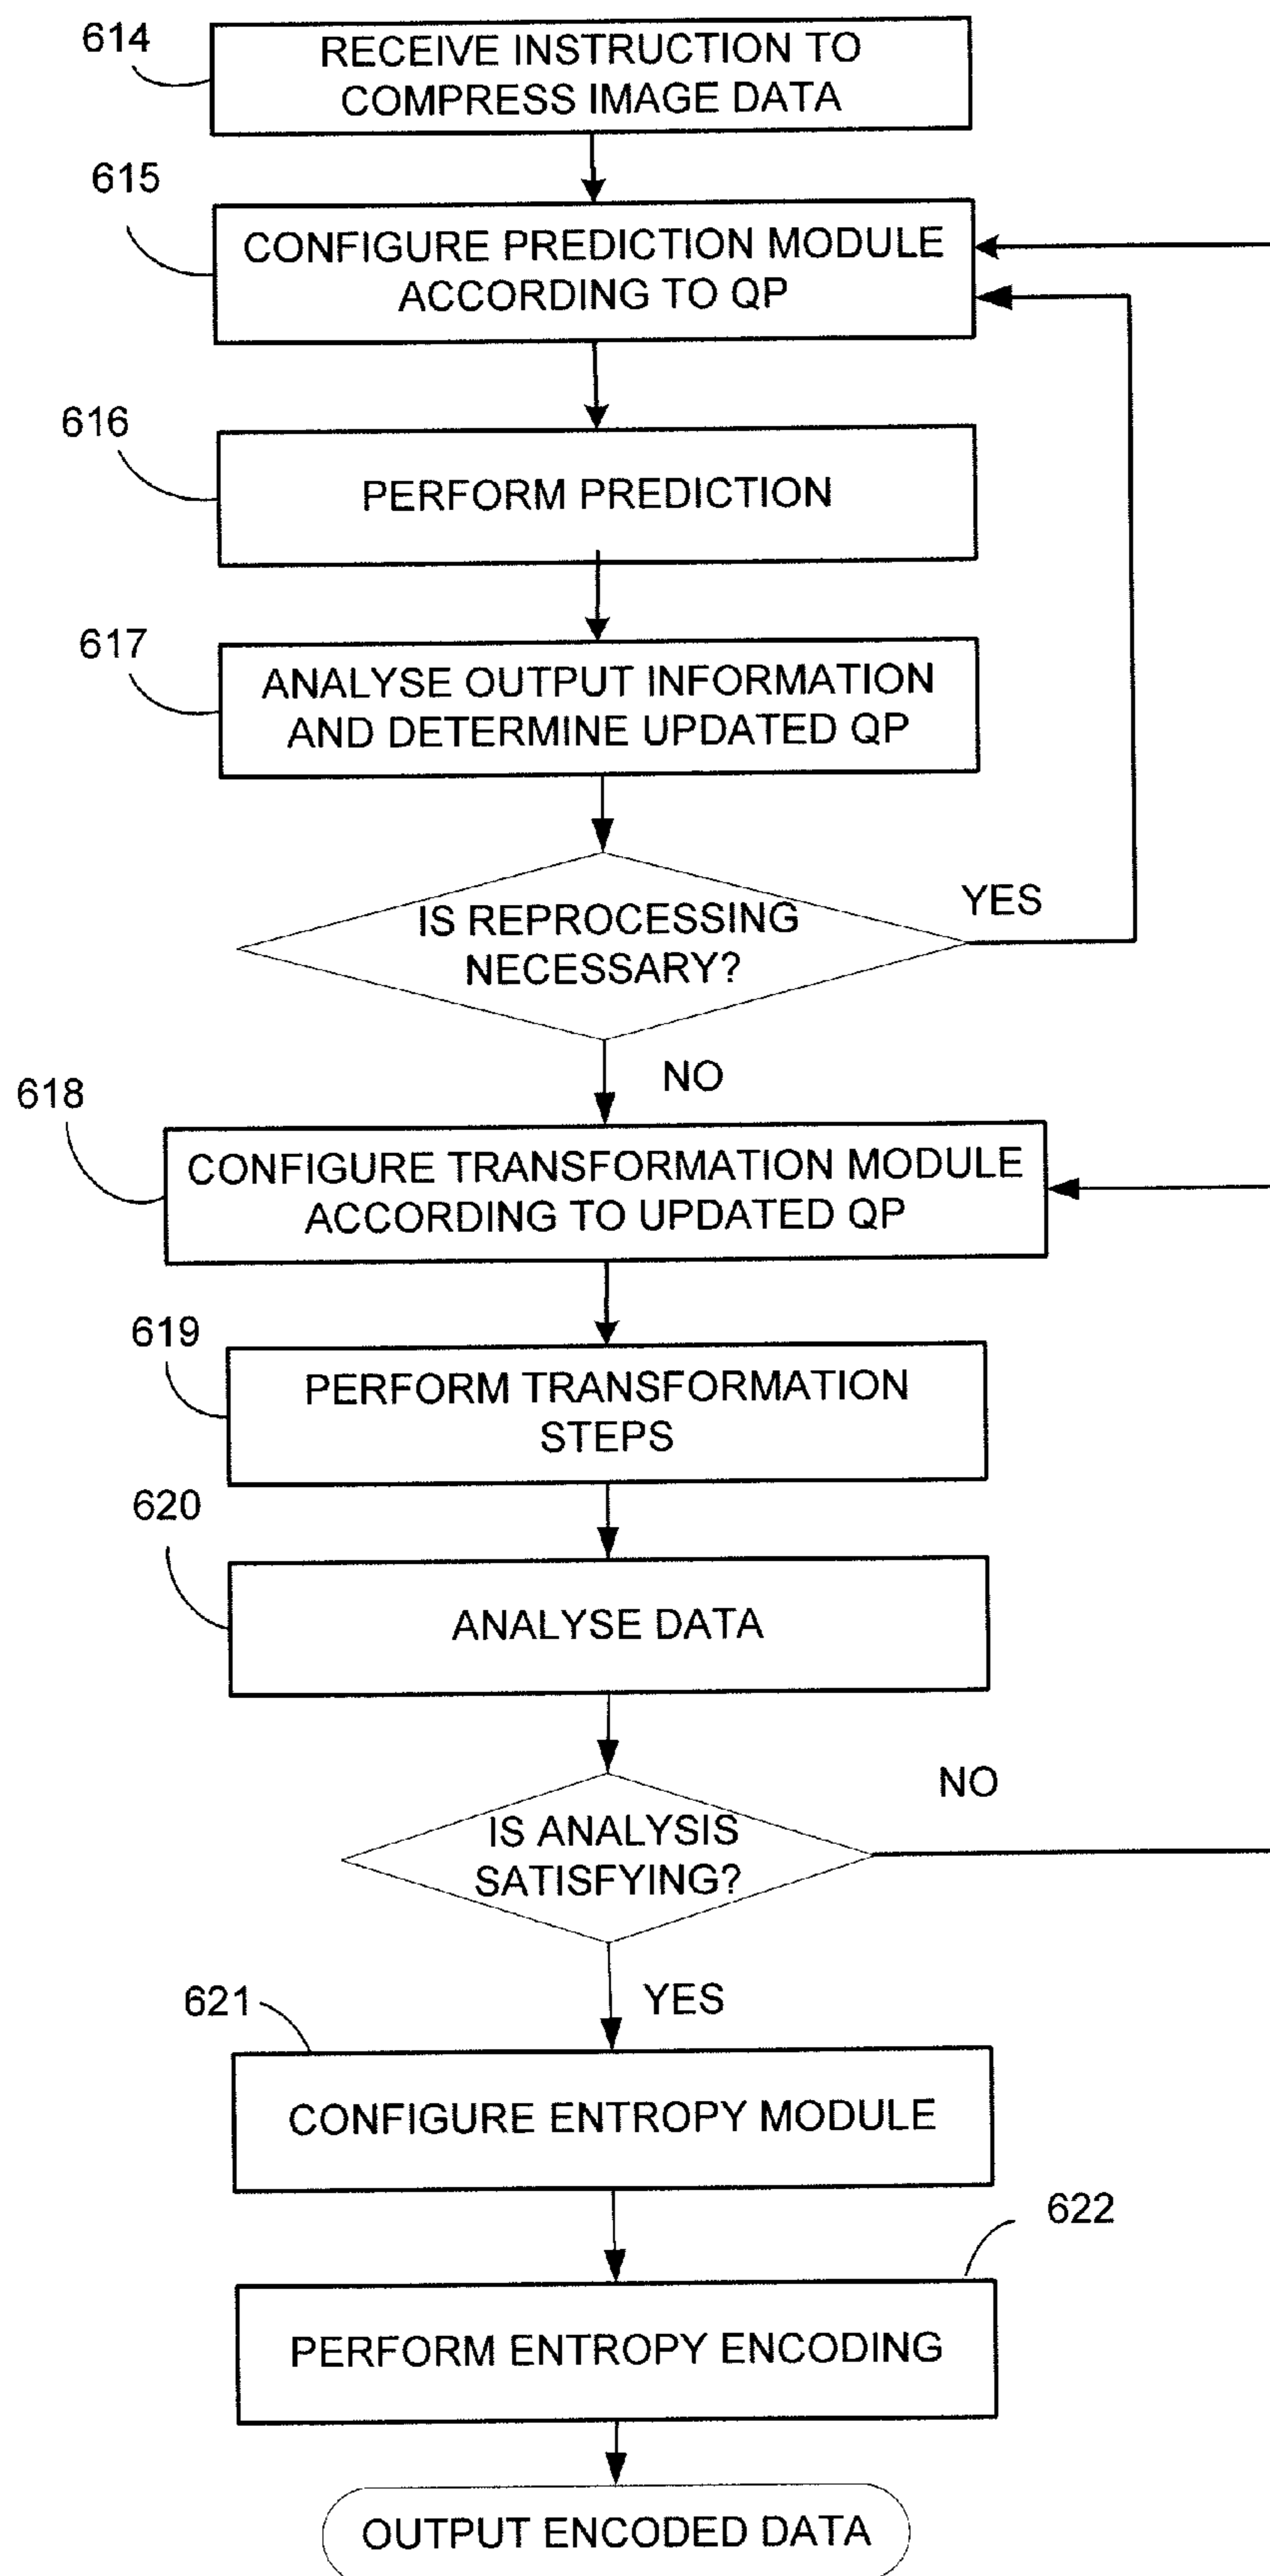 614
RECEIVE INSTRUCTION TO
COMPRESS IMAGE DATA
615
CONFIGURE PREDICTION MODULE
ACCORDING TO QP
616
PERFORM PREDICTION
617
ANALYSE OUTPUT INFORMATION
AND DETERMINE UPDATED QP
IS REPROCESSING
NECESSARY?
YES
NO
618
CONFIGURE TRANSFORMATION MODULE
ACCORDING TO UPDATED QP
619
PERFORM TRANSFORMATION
STEPS
620
ANALYSE DATA
IS ANALYSIS
SATISFYING?
NO
YES
621
CONFIGURE ENTROPY MODULE
622
PERFORM ENTROPY ENCODING
OUTPUT ENCODED DATA